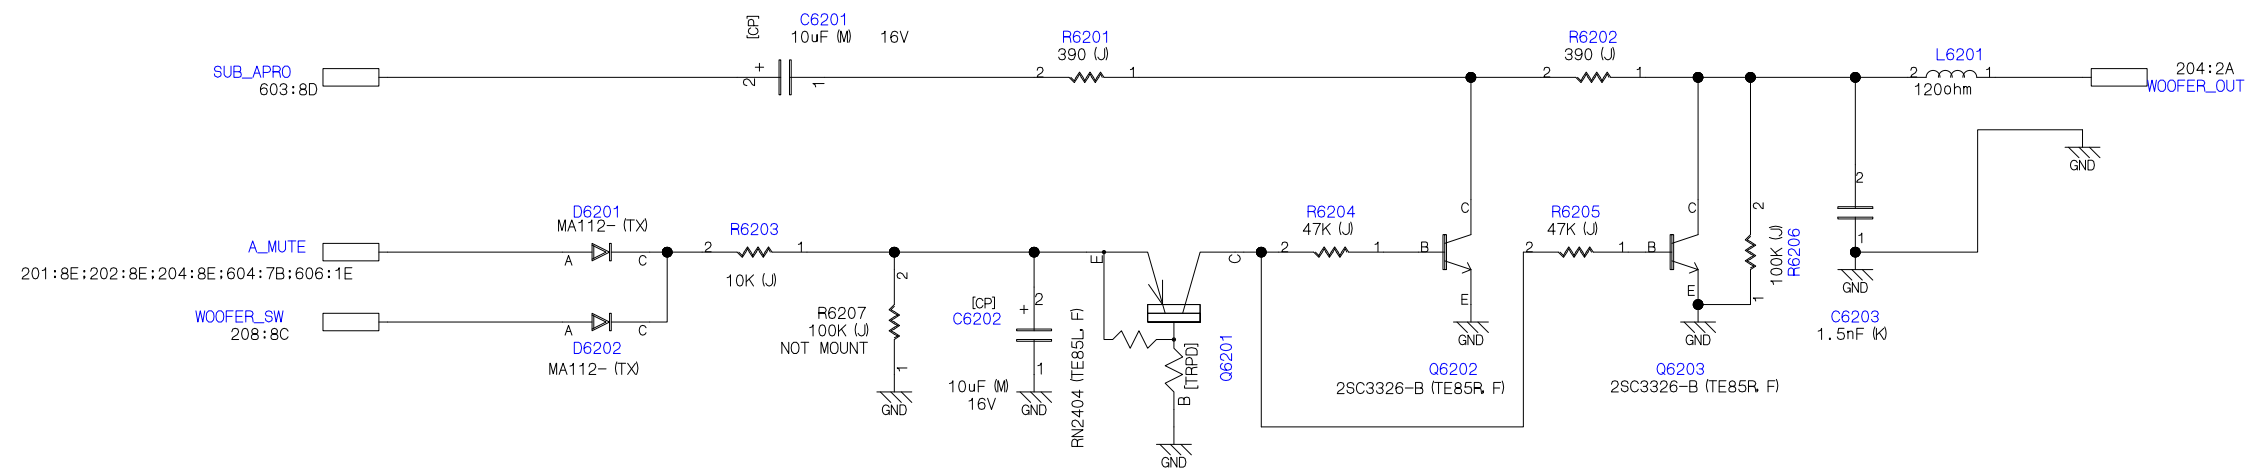 [CP]
C6201
10uF (M) 16V
2
+
1
SUB_APRO
603:8D
R6201
390 (J)
2
1
R6202
390 (J)
2
1
L6201
120ohm
2
1
204:2A
WOOFER_OUT
GND
A_MUTE
201:8E;202:8E;204:8E;604:7B;606:1E
D6201
MA112- (TX)
A
C
WOOFER_SW
208:8C
A
C
D6202
MA112- (TX)
R6203
2
1
10K (J)
2
R6207
100K (J)
NOT MOUNT
1
GND
[CP]
C6202
+
2
1
10uF (M)
16V
GND
E
C
B
RN2404 (TE85L, F)
[TRPD]
Q6201
GND
R6204
47K (J)
2
1
B
C
E
GND
Q6202
2SC3326-B (TE85R, F)
R6205
47K (J)
2
1
B
C
E
GND
Q6203
2SC3326-B (TE85R, F)
2
100K (J)
R6206
1
2
1
GND
C6203
1.5nF (K)